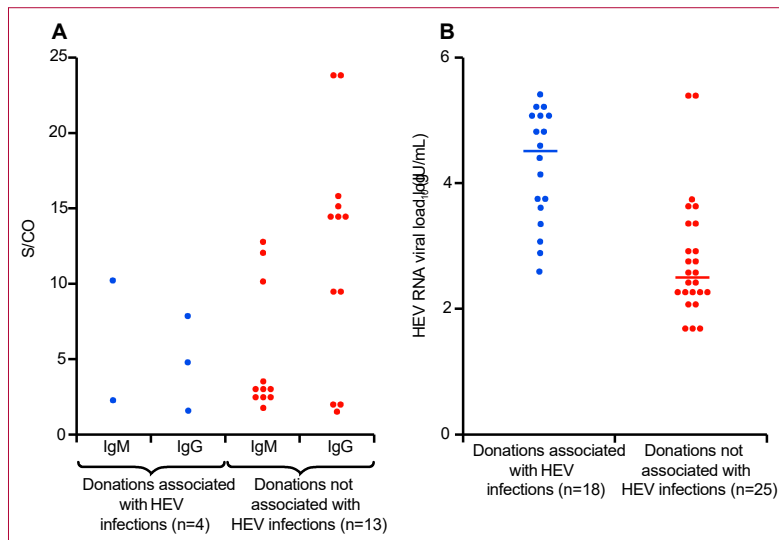 A
25
20
15
10
5
0
S/CO
IgM IgG IgM IgG
Donations associated
with HEV
infections (n=4)
Donations not
associated with
HEV infections (n=13)
B
6
4
2
0
HEV RNA viral load IU/mL)
Donations associated
with HEV
infections (n=18)
Donations not
associated with
HEV infections (n=25)